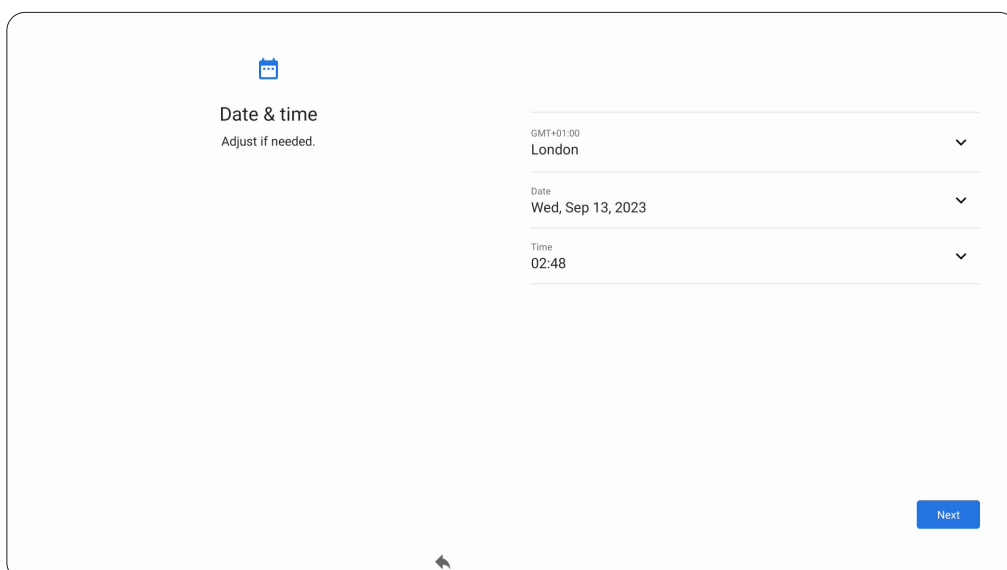 Date & time
Adjust if needed.
GMT+01:00
London
Date
Wed, Sep 13, 2023
Time
02:48
Next